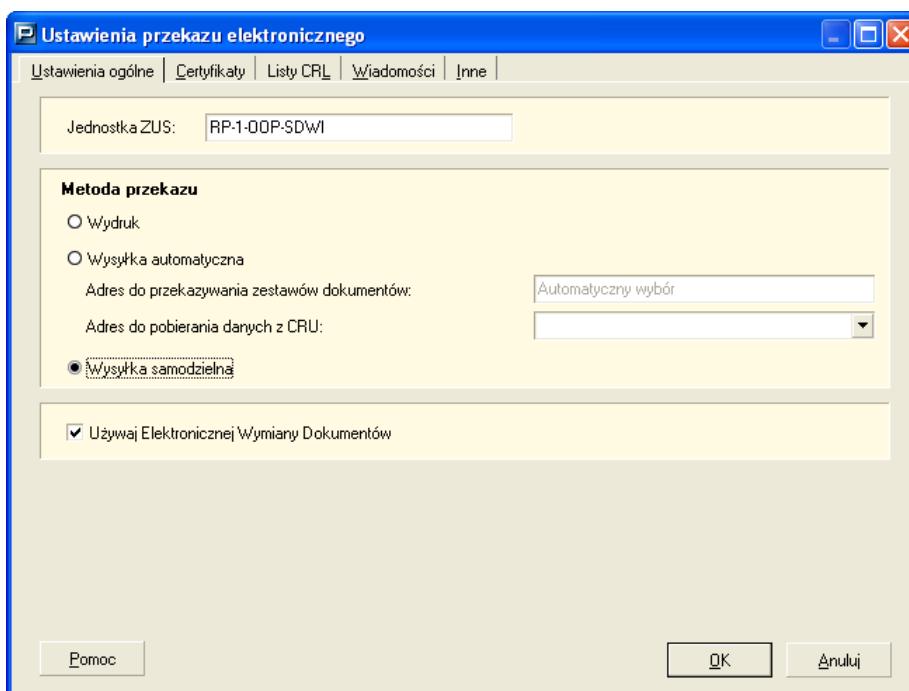 Ustawienia przekazu elektronicznego
Ustawienia ogólne Certyfikaty Listy CRL Wiadomości Inne
Jednostka ZUS: RP-1-OOP-SDWI
Metoda przekazu
Wydruk
Wysyłka automatyczna
Adres do przekazywania zestawów dokumentów: Automatyczny wybór
Adres do pobierania danych z CRU:
Wysyłka samodzielna
Używaj Elektronicznej Wymiany Dokumentów
Pomoc OK Anuluj